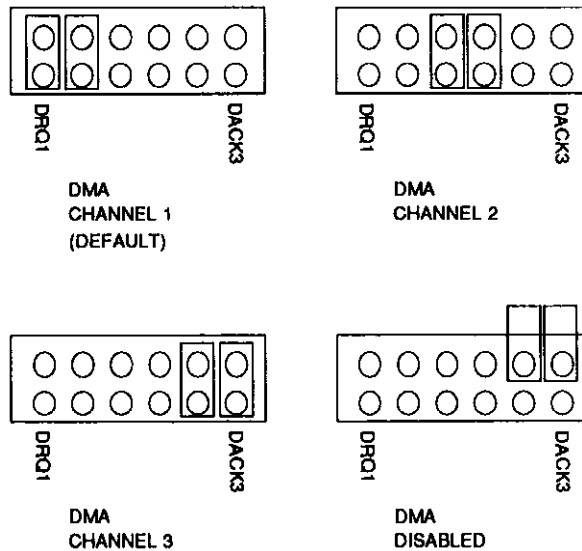 DRQ1
DACK3
DMA
CHANNEL 1
(DEFAULT)
DRQ1
DACK3
DMA
CHANNEL 2
DRQ1
DACK3
DMA
CHANNEL 3
DRQ1
DACK3
DMA
DISABLED